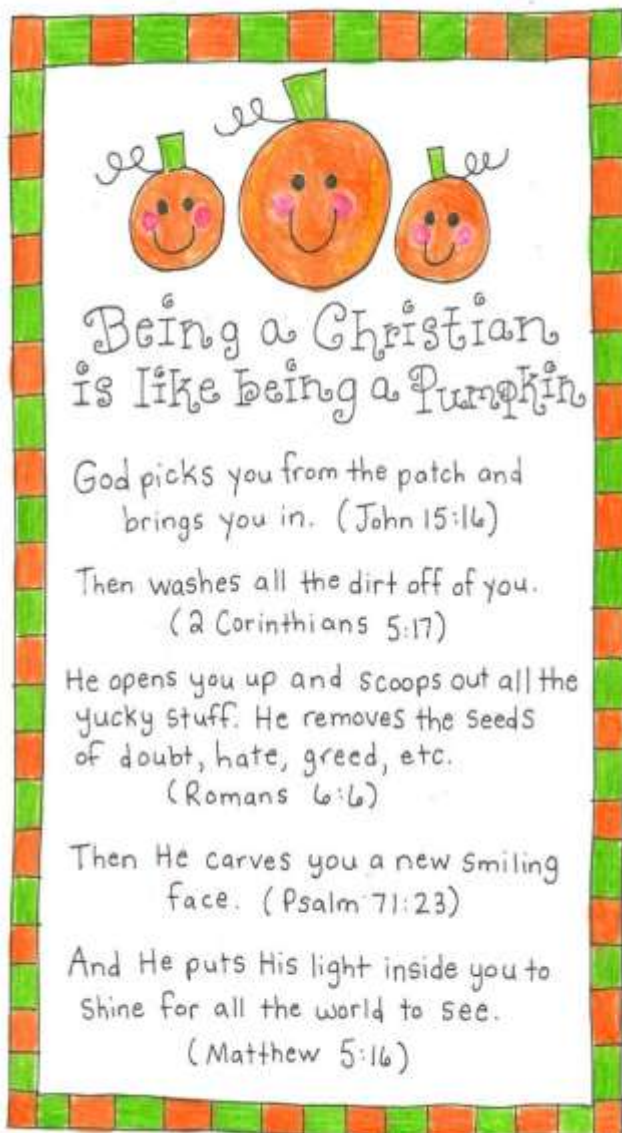 Being a Christian
is like being a Pumpkin
God picks you from the patch and
brings you in. (John 15:16)
Then washes all the dirt off of you.
(2 Corinthians 5:17)
He opens you up and scoops out all the
yucky stuff. He removes the seeds
of doubt, hate, greed, etc.
(Romans 6:6)
Then He carves you a new smiling
face. (Psalm 71:23)
And He puts His light inside you to
shine for all the world to see.
(Matthew 5:16)